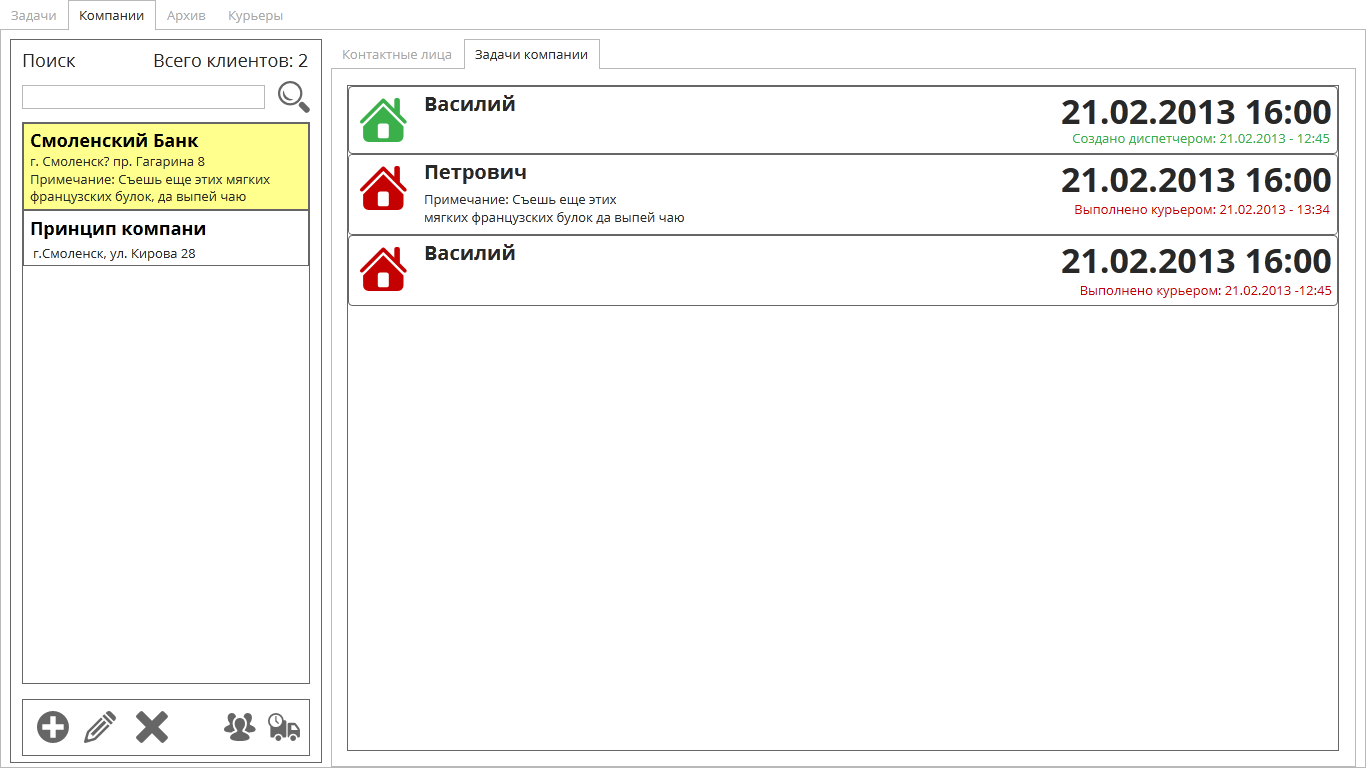 Задачи
Компании
Архив
Курьеры
Поиск
Всего клиентов: 2
Смоленский Банк
г. Смоленск? пр. Гагарина 8
Примечание: Съешь еще этих мягких
французских булок, да выпей чаю
Принцип компани
г.Смоленск, ул. Кирова 28
Контактные лица
Задачи компании
Василий
21.02.2013 16:00
Создано диспетчером: 21.02.2013 - 12:45
Петрович
21.02.2013 16:00
Примечание: Съешь еще этих
мягких французских булок да выпей чаю
Выполнено курьером: 21.02.2013 - 13:34
Василий
21.02.2013 16:00
Выполнено курьером: 21.02.2013 -12:45